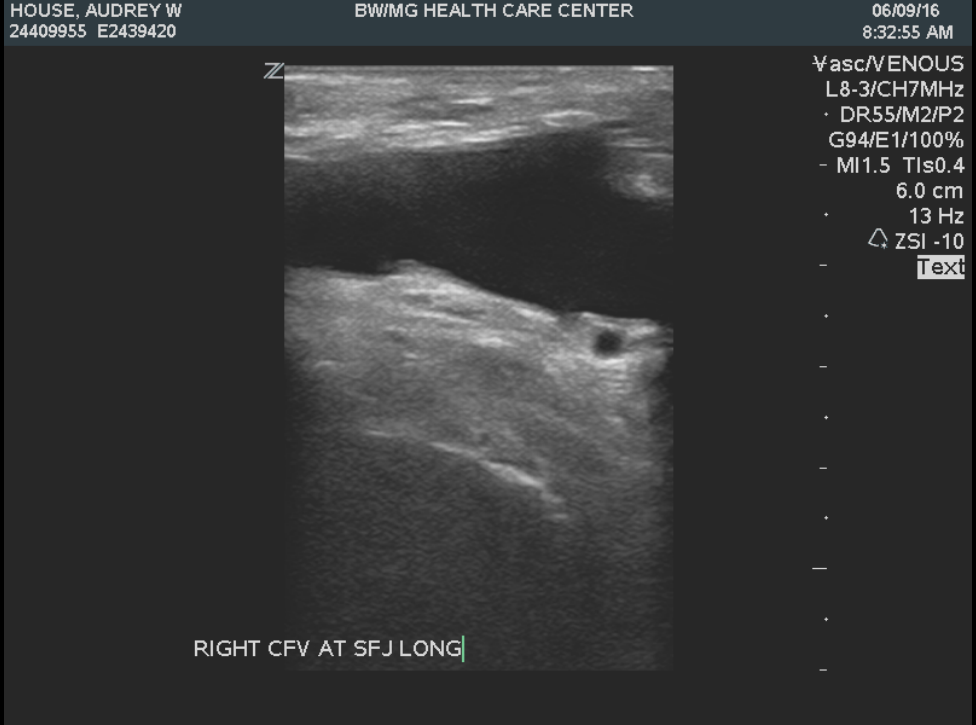 HOUSE, AUDREY W
24409955 E2439420
BW/MG HEALTH CARE CENTER
06/09/16
8:32:55 AM
Z
Vasc/VENOUS
L8-3/CH7MHz
DR55/M2/P2
G94/E1/100%
MI1.5 TIs0.4
6.0 cm
13 Hz
ZSI -10
Text
RIGHT CFV AT SFJ LONG